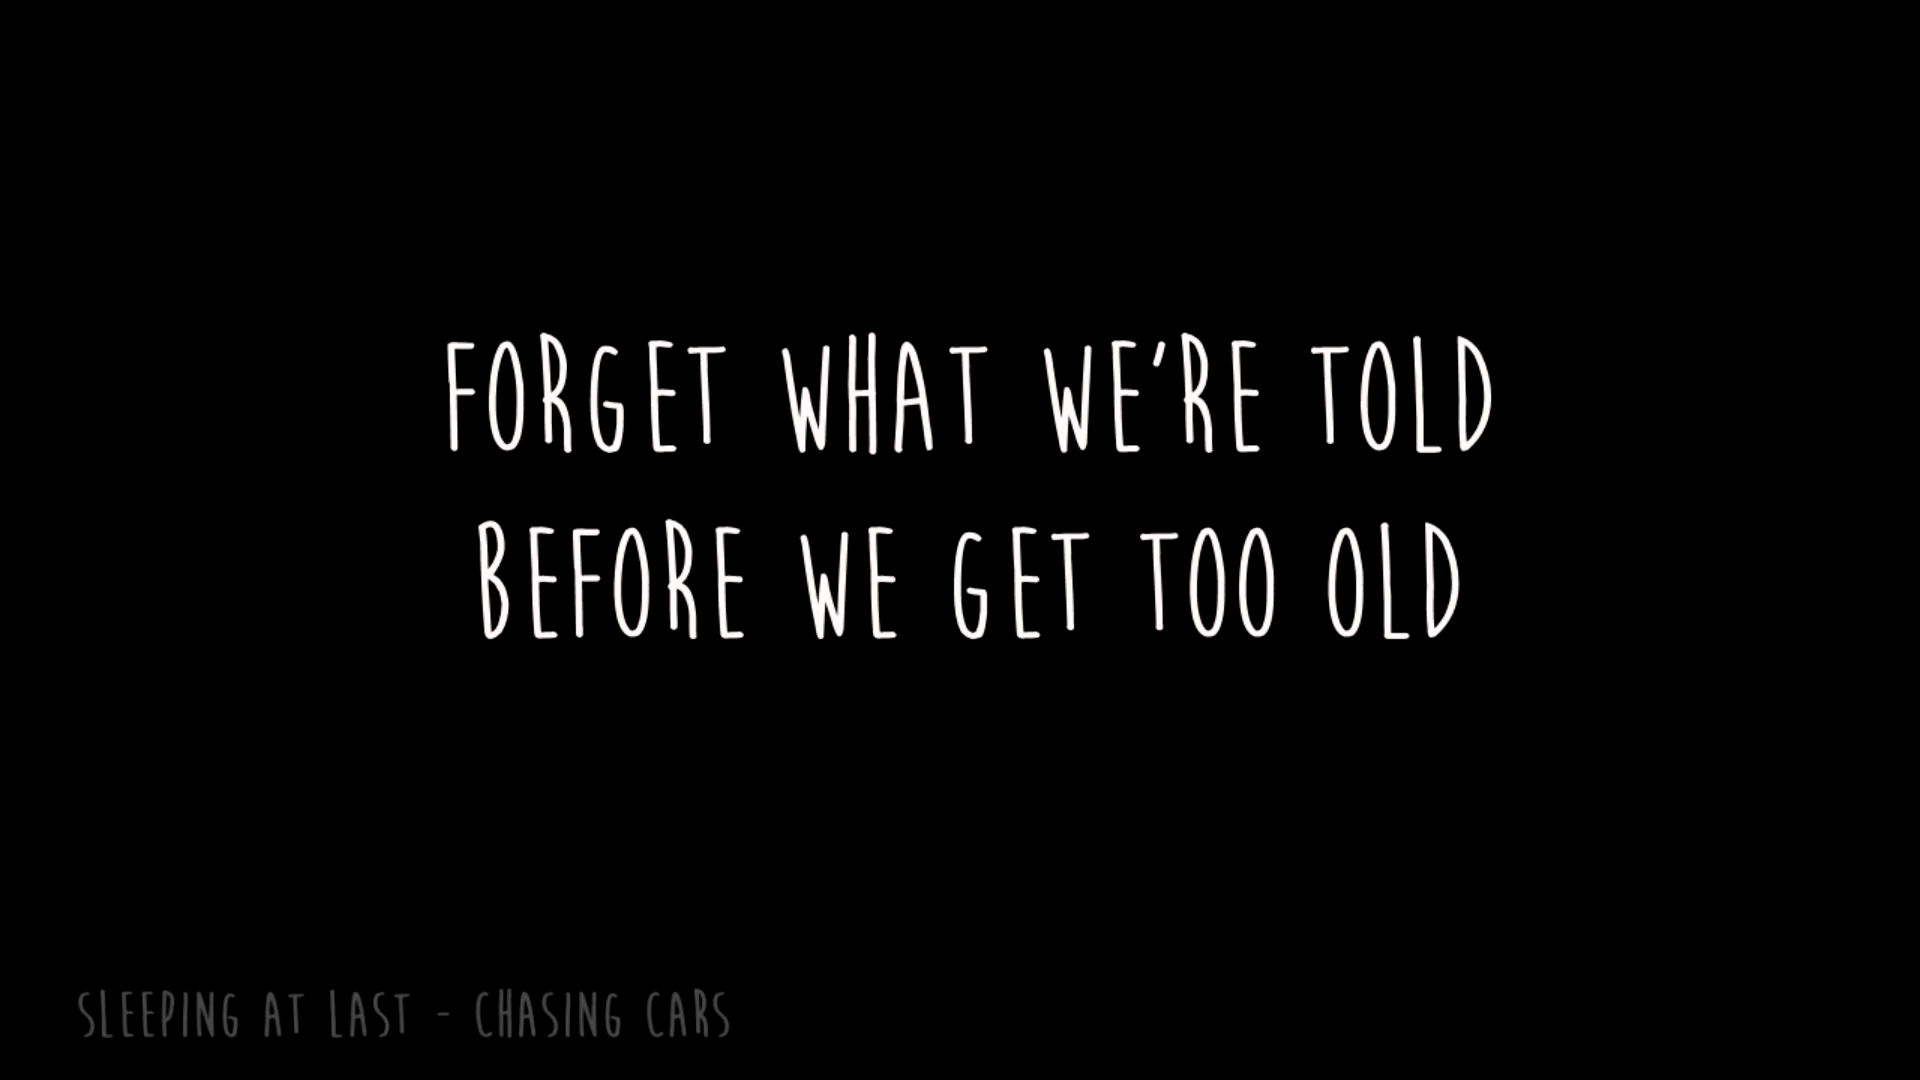 FORGET WHAT WE'RE TOLD
BEFORE WE GET TOO OLD
SLEEPING AT LAST - CHASING CARS